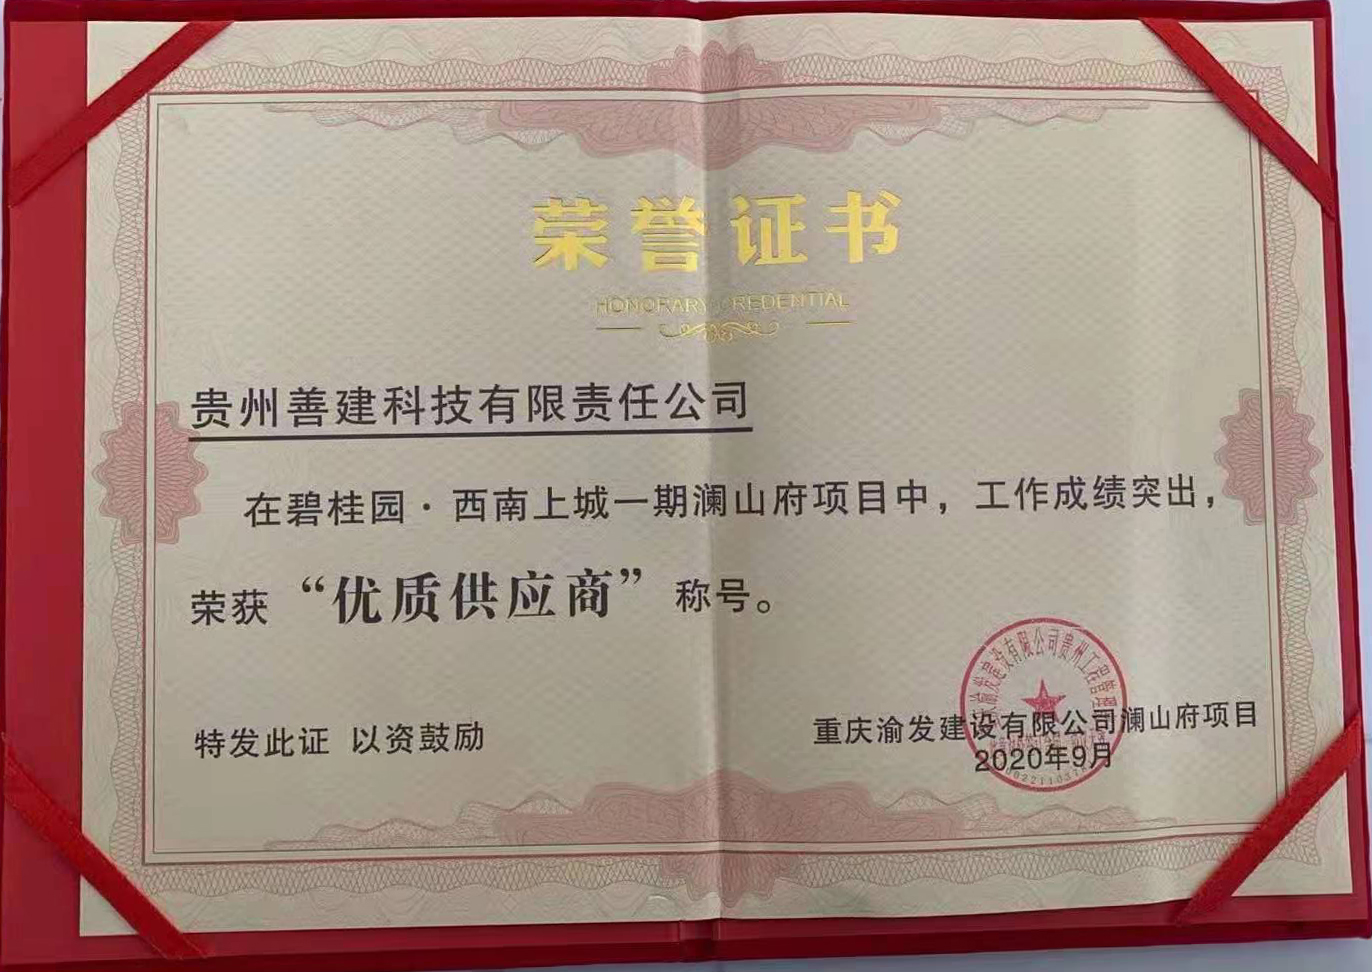 荣誉证书
HONORARY CREDENTIAL
贵州善建科技有限责任公司
在碧桂园·西南上城一期澜山府项目中，工作成绩突出，
荣获“优质供应商”称号。
特发此证 以资鼓励
重庆渝发建设有限公司澜山府项目
2020年9月